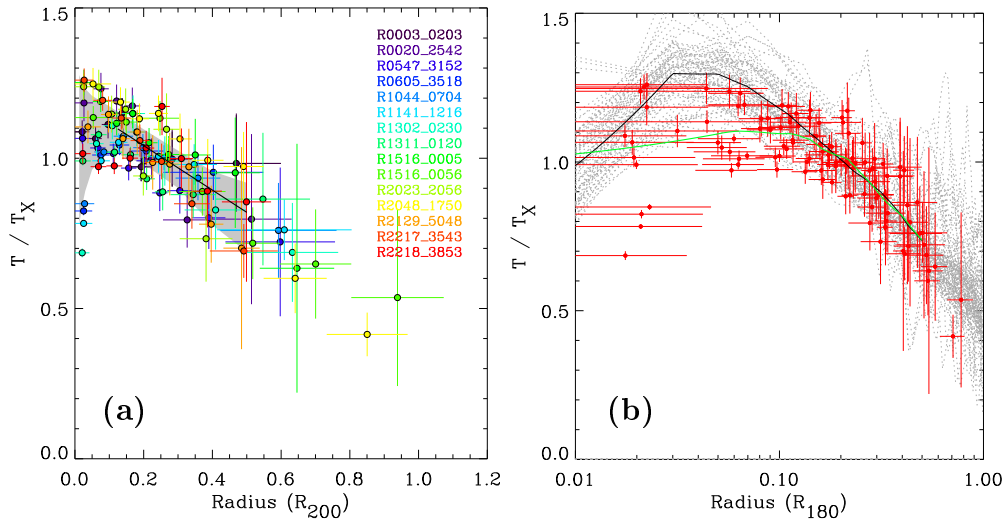 1.5
1.0
0.5
0.0
T / T_X
0.0 0.2 0.4 0.6 0.8 1.0 1.2
Radius (R_200)
(a)
R0003_0203
R0020_2542
R0547_3152
R0605_3518
R1044_0704
R1141_1216
R1302_0230
R1311_0120
R1516_0005
R1516_0056
R2023_2056
R2048_1750
R2129_5048
R2217_3543
R2218_3853
1.5
1.0
0.5
0.0
T / T_X
0.01 0.10 1.00
Radius (R_180)
(b)